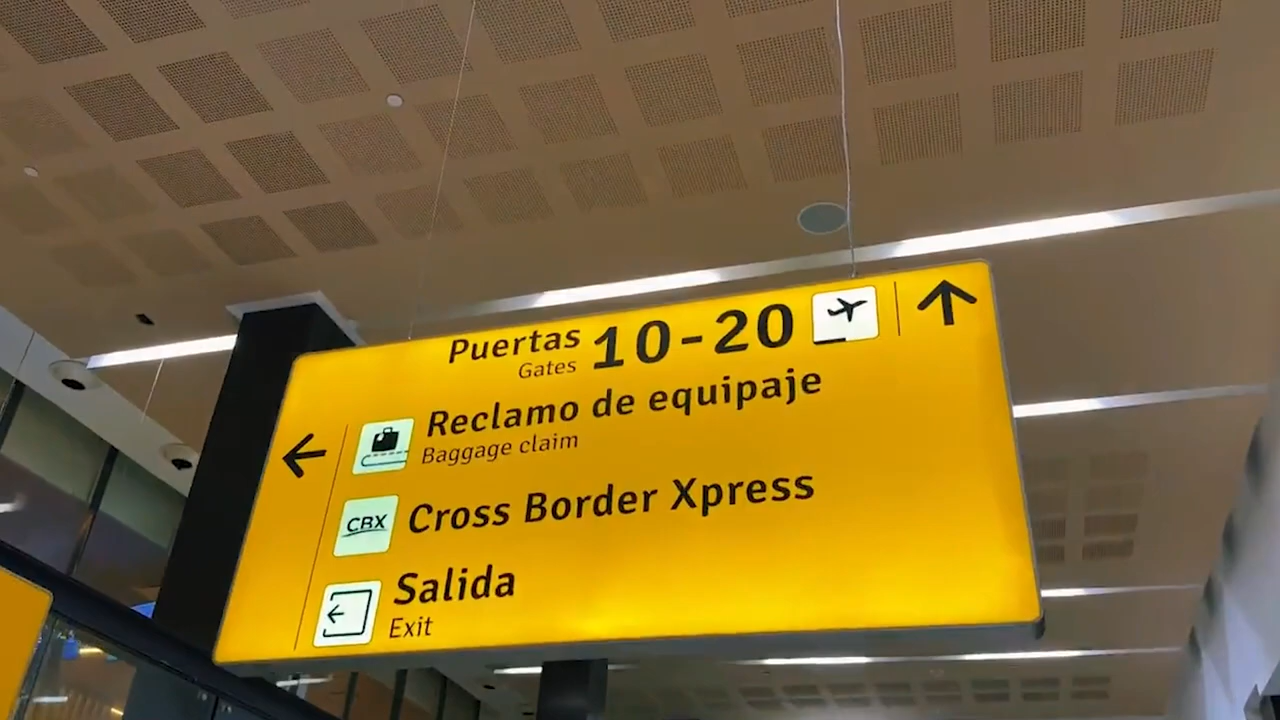 Puertas 10-20
Gates
Reclamo de equipaje
Baggage claim
CBX Cross Border Xpress
Salida
Exit